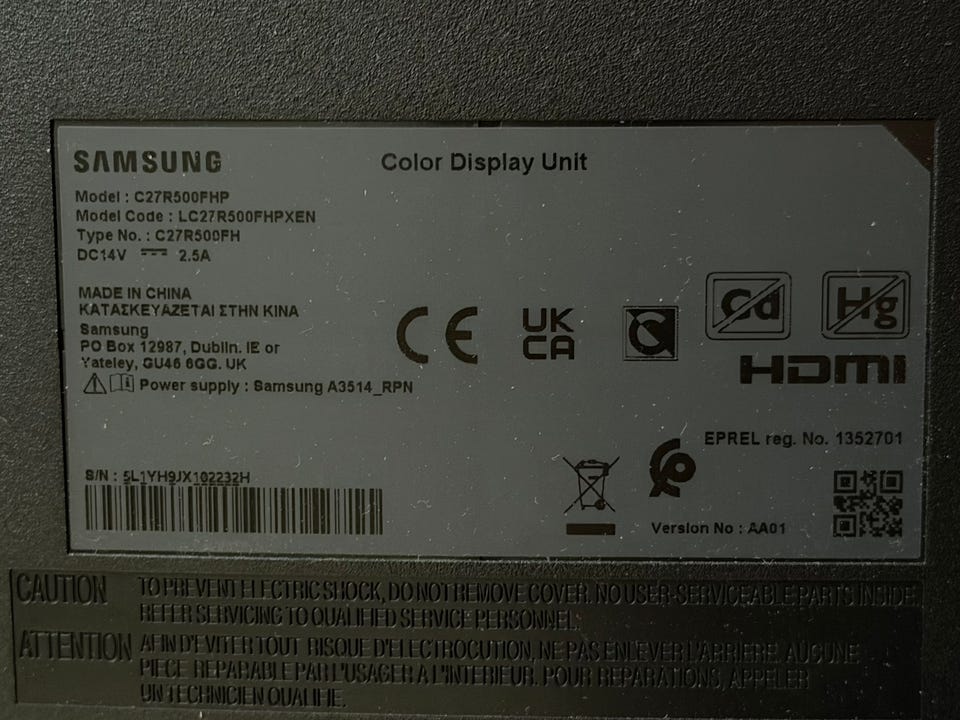 SAMSUNG
Color Display Unit
Model : C27R500FHP
Model Code : LC27R500FHPXEN
Type No. : C27R500FH
DC14V 2.5A
MADE IN CHINA
ΚΑΤΑΣΚΕΥΑΖΕΤΑΙ ΣΤΗΝ ΚΙΝΑ
Samsung
PO Box 12987, Dublin. IE or
Yateley, GU46 6GG. UK
Power supply : Samsung A3514_RPN
CE
UK
CA
Cd
Hg
HDMI
EPREL reg. No. 1352701
S/N : 5L1YH9JX102232H
Version No : AA01
CAUTION TO PREVENT ELECTRIC SHOCK, DO NOT REMOVE COVER. NO USER-SERVICEABLE PARTS INSIDE
REFER SERVICING TO QUALIFIED SERVICE PERSONNEL.
ATTENTION AFIN D'EVITER TOUT RISQUE D'ELECTROCUTION, NE PAS ENLEVER L'ARRIERE. AUCUNE
PIECE REPARABLE PAR L'USAGER A L'INTERIEUR. POUR REPARATIONS, APPELER
UN TECHNICIEN QUALIFIE.